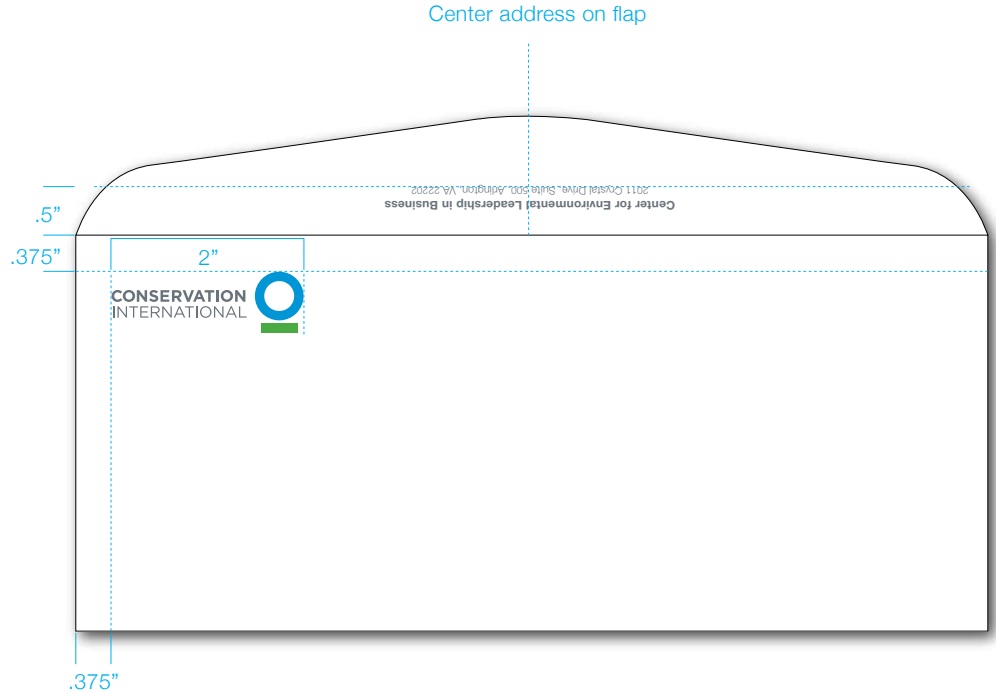 Center address on flap
2011 Crystal Drive, Suite 500, Arlington, VA 22202
Center for Environmental Leadership in Business
.5”
.375”
2”
CONSERVATION
INTERNATIONAL
.375”